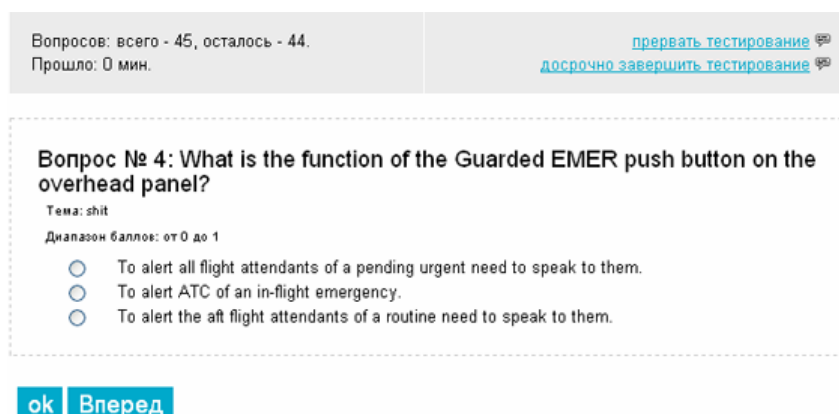 Вопросов: всего - 45, осталось - 44.
Прошло: 0 мин.
прервать тестирование
досрочно завершить тестирование
Вопрос № 4: What is the function of the Guarded EMER push button on the
overhead panel?
Тема: shit
Диапазон баллов: от 0 до 1
To alert all flight attendants of a pending urgent need to speak to them.
To alert ATC of an in-flight emergency.
To alert the aft flight attendants of a routine need to speak to them.
ok Вперед